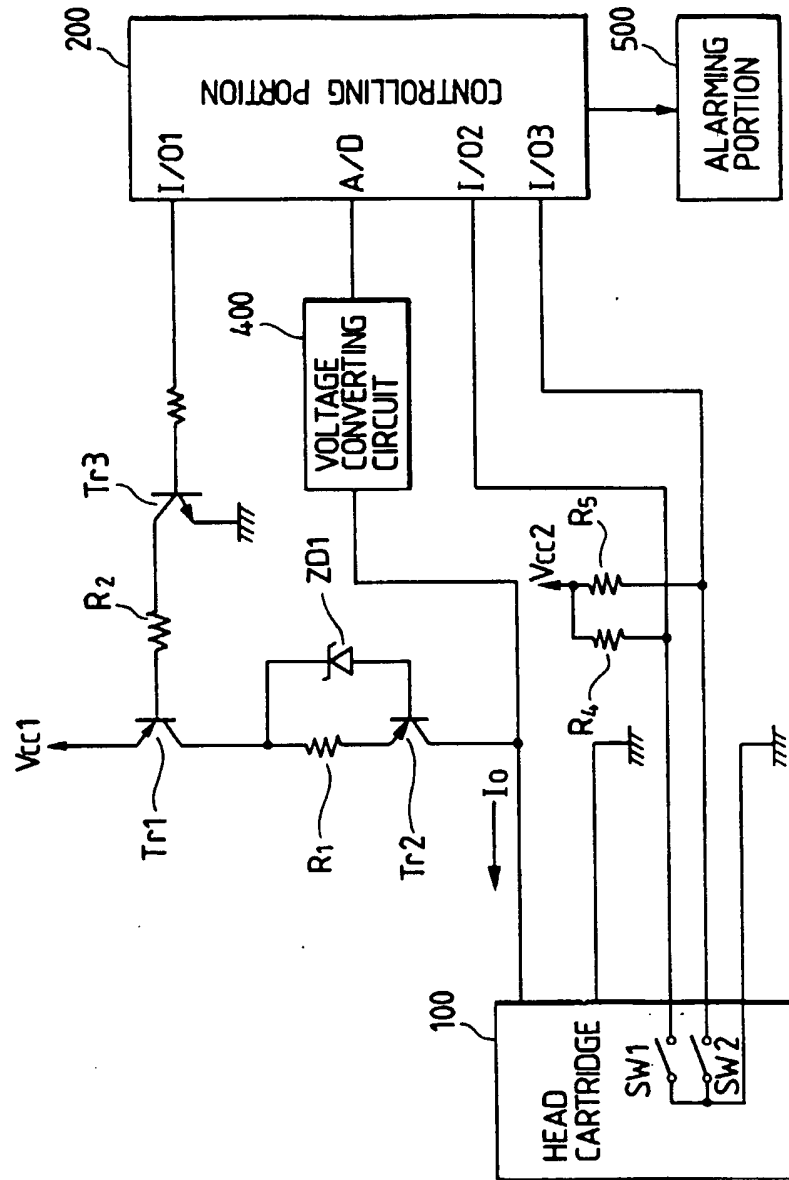 Vcc1
Tr1
R2
Tr3
I/O1
200
CONTROLLING PORTION
A/D
I/O2
I/O3
R1
ZD1
Tr2
400
VOLTAGE
CONVERTING
CIRCUIT
I0
Vcc2
R4
R5
500
ALARMING
PORTION
100
HEAD
CARTRIDGE
SW1
SW2